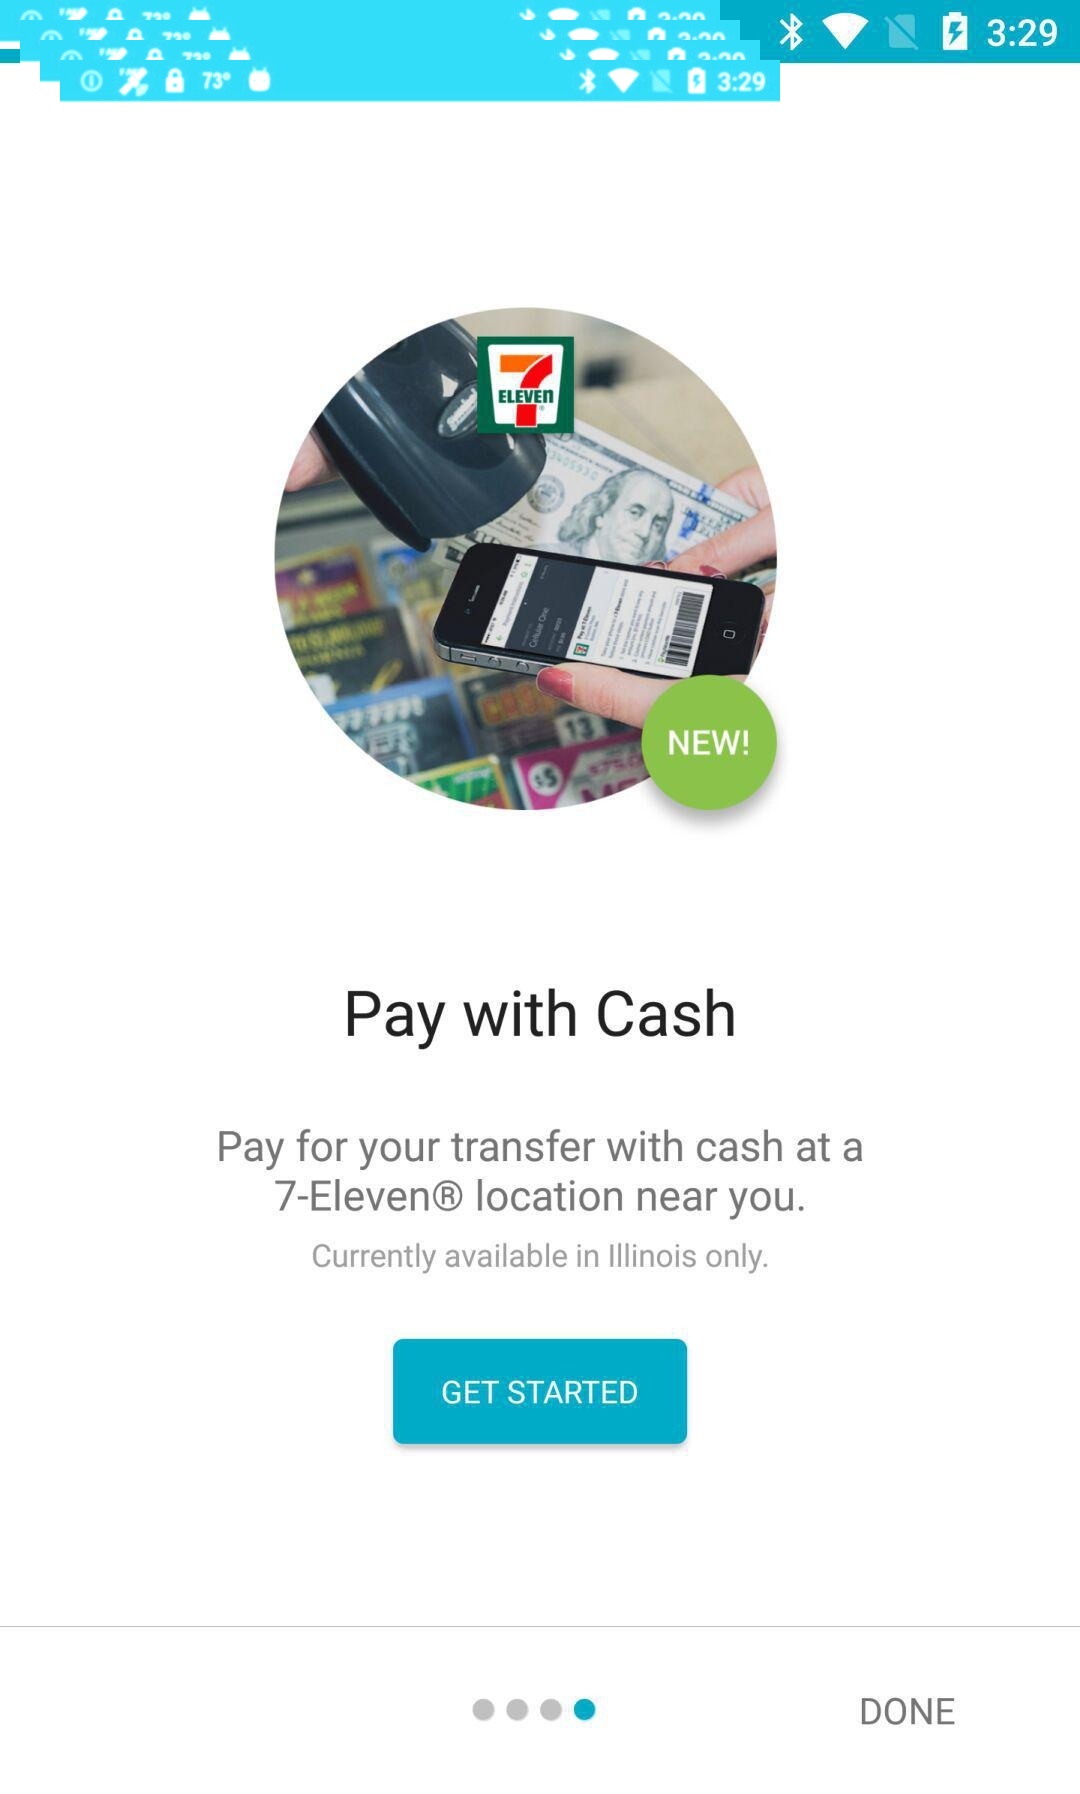 3:29
73° 3:29
7
ELEVEN
NEW!
Pay with Cash
Pay for your transfer with cash at a
7-Eleven® location near you.
Currently available in Illinois only.
GET STARTED
DONE